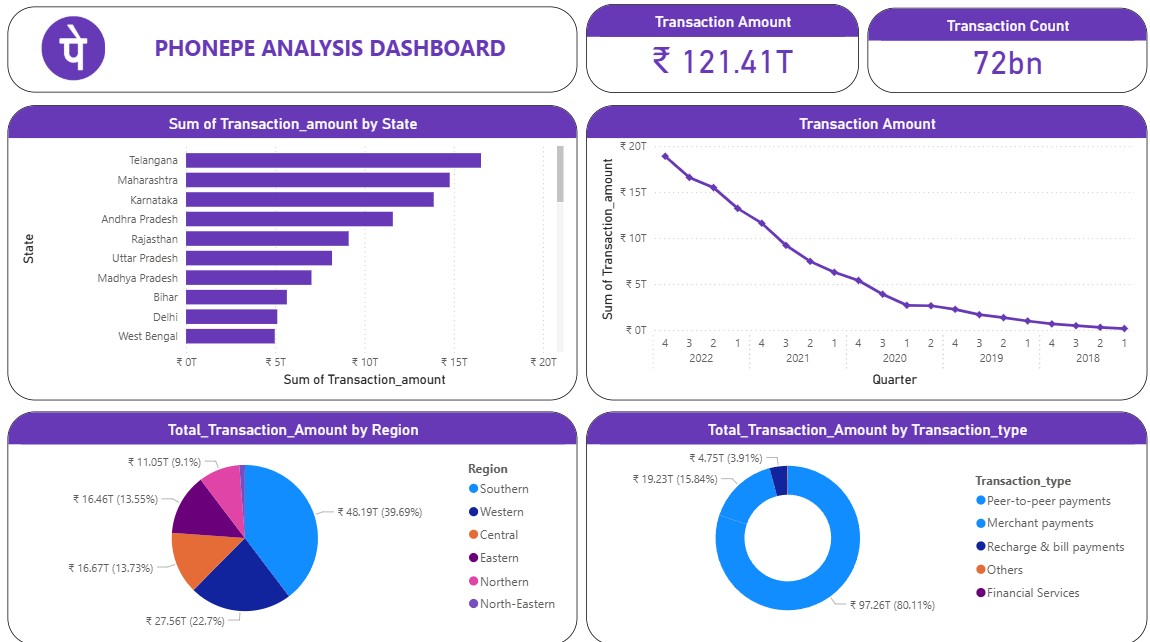 पे
PHONEPE ANALYSIS DASHBOARD
Transaction Amount
₹ 121.41T
Transaction Count
72bn
Sum of Transaction_amount by State
State
Telangana
Maharashtra
Karnataka
Andhra Pradesh
Rajasthan
Uttar Pradesh
Madhya Pradesh
Bihar
Delhi
West Bengal
₹ 0T ₹ 5T ₹ 10T ₹ 15T ₹ 20T
Sum of Transaction_amount
Transaction Amount
Sum of Transaction_amount
₹ 20T
₹ 15T
₹ 10T
₹ 5T
₹ 0T
4 3 2 1 4 3 2 1 4 3 1 2 4 3 2 1 4 3 2 1
2022 2021 2020 2019 2018
Quarter
Total_Transaction_Amount by Region
₹ 11.05T (9.1%)
₹ 16.46T (13.55%)
₹ 48.19T (39.69%)
₹ 16.67T (13.73%)
₹ 27.56T (22.7%)
Region
Southern
Western
Central
Eastern
Northern
North-Eastern
Total_Transaction_Amount by Transaction_type
₹ 4.75T (3.91%)
₹ 19.23T (15.84%)
₹ 97.26T (80.11%)
Transaction_type
Peer-to-peer payments
Merchant payments
Recharge & bill payments
Others
Financial Services